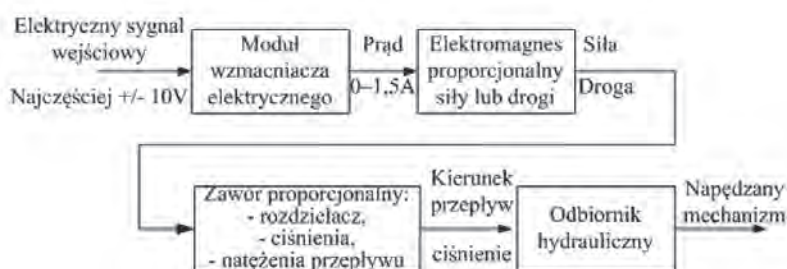 Elektryczny sygnal
wejściowy
Najczęściej +/- 10V
Moduł
wzmacniacza
elektrycznego
Prąd
0–1,5A
Elektromagnes
proporcjonalny
siły lub drogi
Siła
Droga
Zawór proporcjonalny:
- rozdzielacz,
- ciśnienia,
- natężenia przepływu
Kierunek
przepływ
ciśnienie
Odbiornik
hydrauliczny
Napędzany
mechanizm